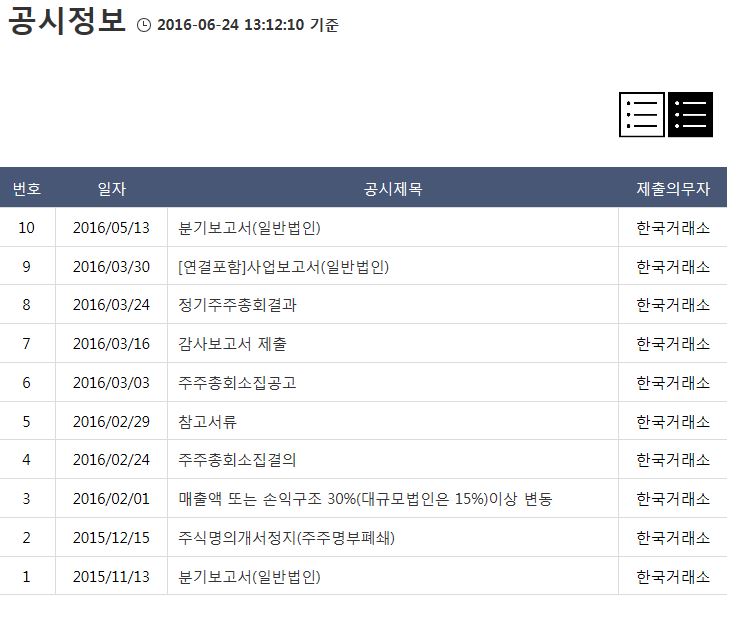 공시정보 2016-06-24 13:12:10 기준
번호 일자 공시제목 제출의무자
10 2016/05/13 분기보고서(일반법인) 한국거래소
9 2016/03/30 [연결포함]사업보고서(일반법인) 한국거래소
8 2016/03/24 정기주주총회결과 한국거래소
7 2016/03/16 감사보고서 제출 한국거래소
6 2016/03/03 주주총회소집공고 한국거래소
5 2016/02/29 참고서류 한국거래소
4 2016/02/24 주주총회소집결의 한국거래소
3 2016/02/01 매출액 또는 손익구조 30%(대규모법인은 15%)이상 변동 한국거래소
2 2015/12/15 주식명의개서정지(주주명부폐쇄) 한국거래소
1 2015/11/13 분기보고서(일반법인) 한국거래소